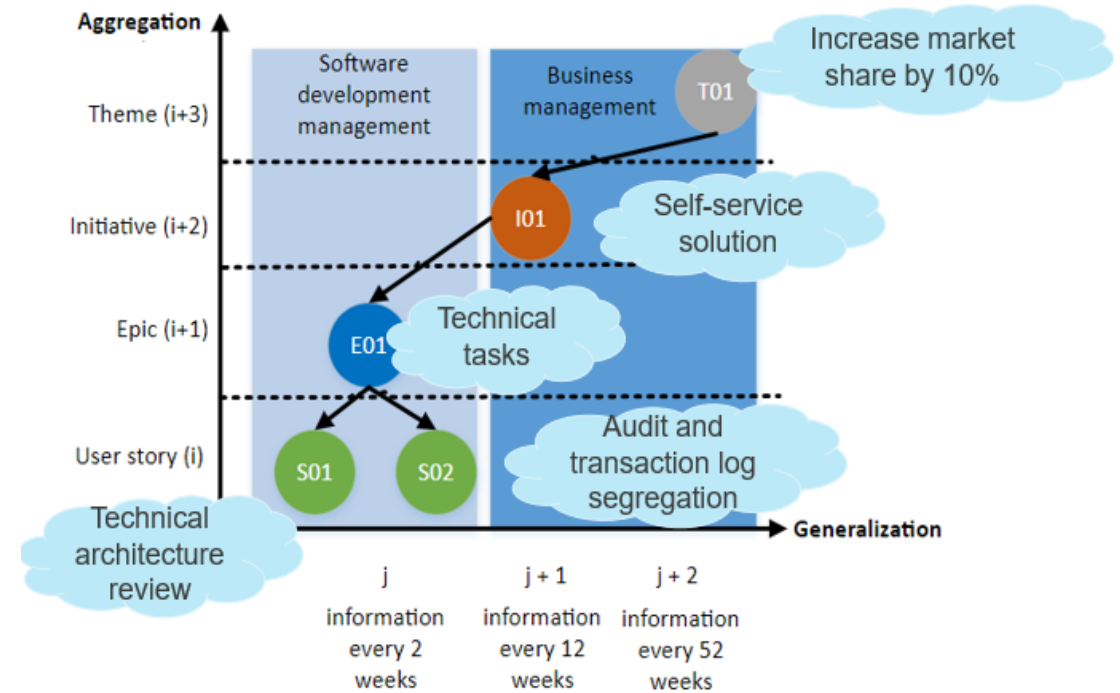 Aggregation
Software
development
management
Business
management
T01
Increase market
share by 10%
Theme (i+3)
Initiative (i+2)
I01
Self-service
solution
Epic (i+1)
E01
Technical
tasks
User story (i)
S01
S02
Audit and
transaction log
segregation
Technical
architecture
review
Generalization
j
information
every 2
weeks
j + 1
information
every 12
weeks
j + 2
information
every 52
weeks